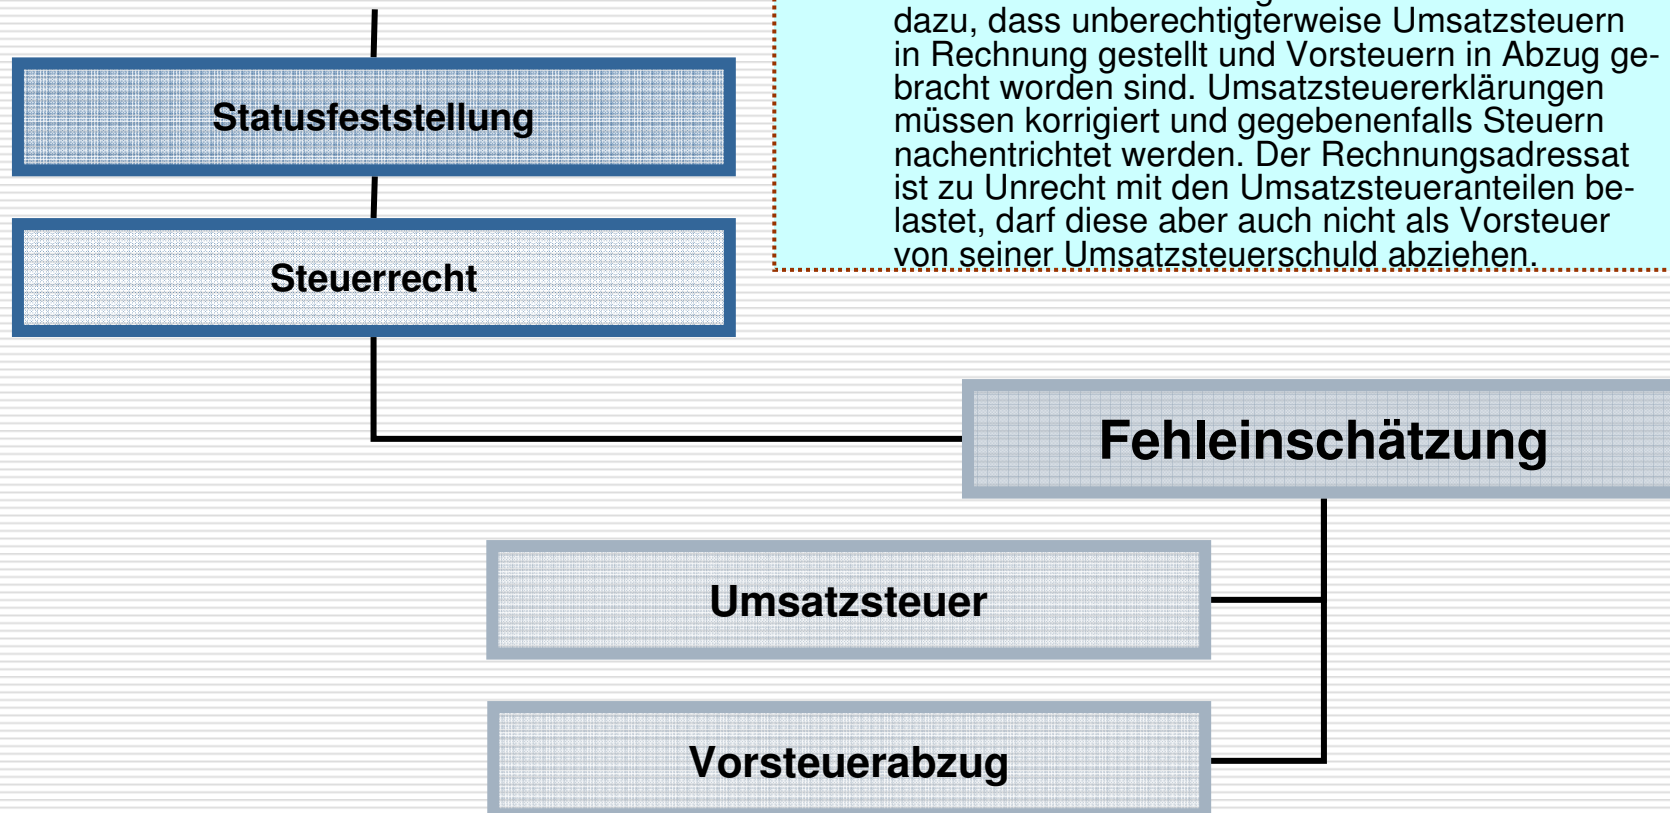 dazu, dass unberechtigterweise Umsatzsteuern
in Rechnung gestellt und Vorsteuern in Abzug ge-
bracht worden sind. Umsatzsteuererklärungen
müssen korrigiert und gegebenenfalls Steuern
nachentrichtet werden. Der Rechnungsadressat
ist zu Unrecht mit den Umsatzsteueranteilen be-
lastet, darf diese aber auch nicht als Vorsteuer
von seiner Umsatzsteuerschuld abziehen.
Statusfeststellung
Steuerrecht
Fehleinschätzung
Umsatzsteuer
Vorsteuerabzug